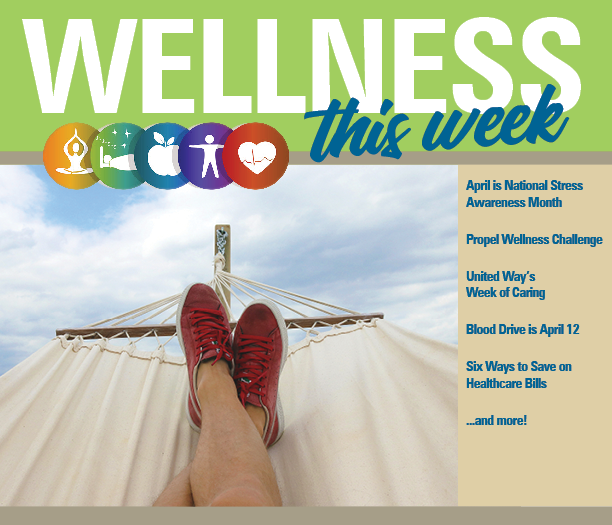 WELLNESS
this week
April is National Stress
Awareness Month
Propel Wellness Challenge
United Way's
Week of Caring
Blood Drive is April 12
Six Ways to Save on
Healthcare Bills
...and more!